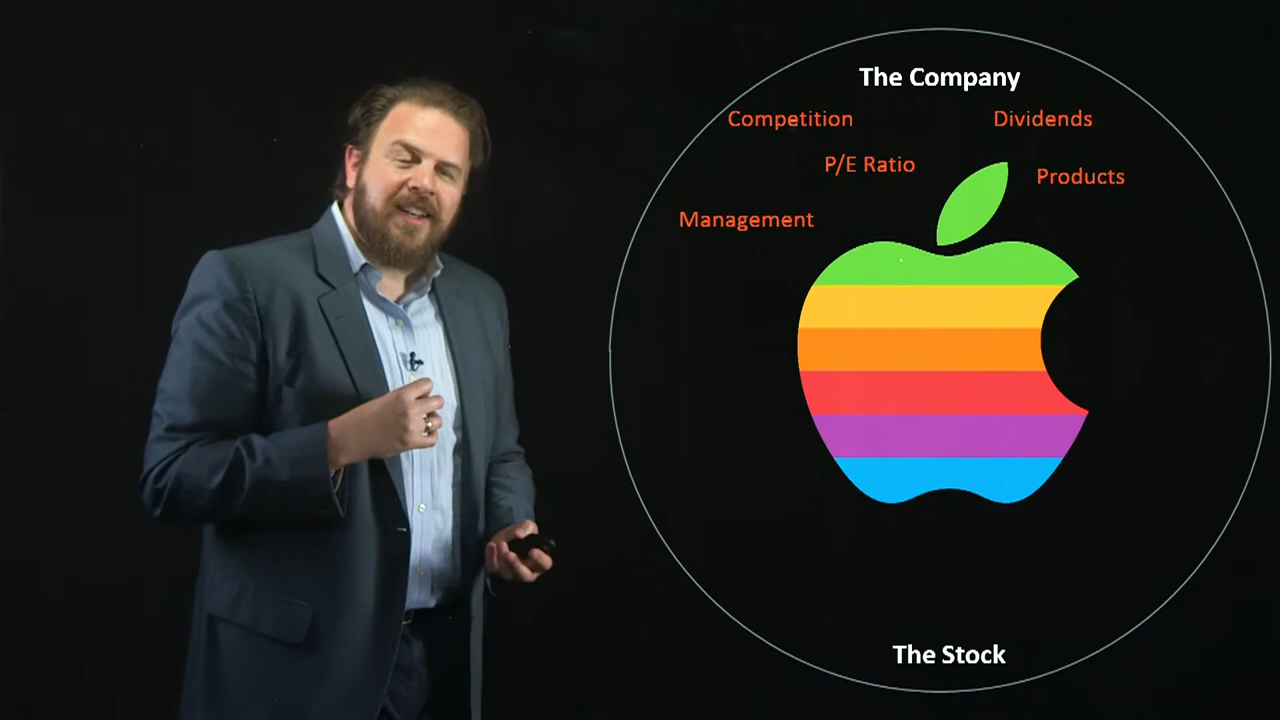 The Company
Competition
Dividends
P/E Ratio
Products
Management
The Stock